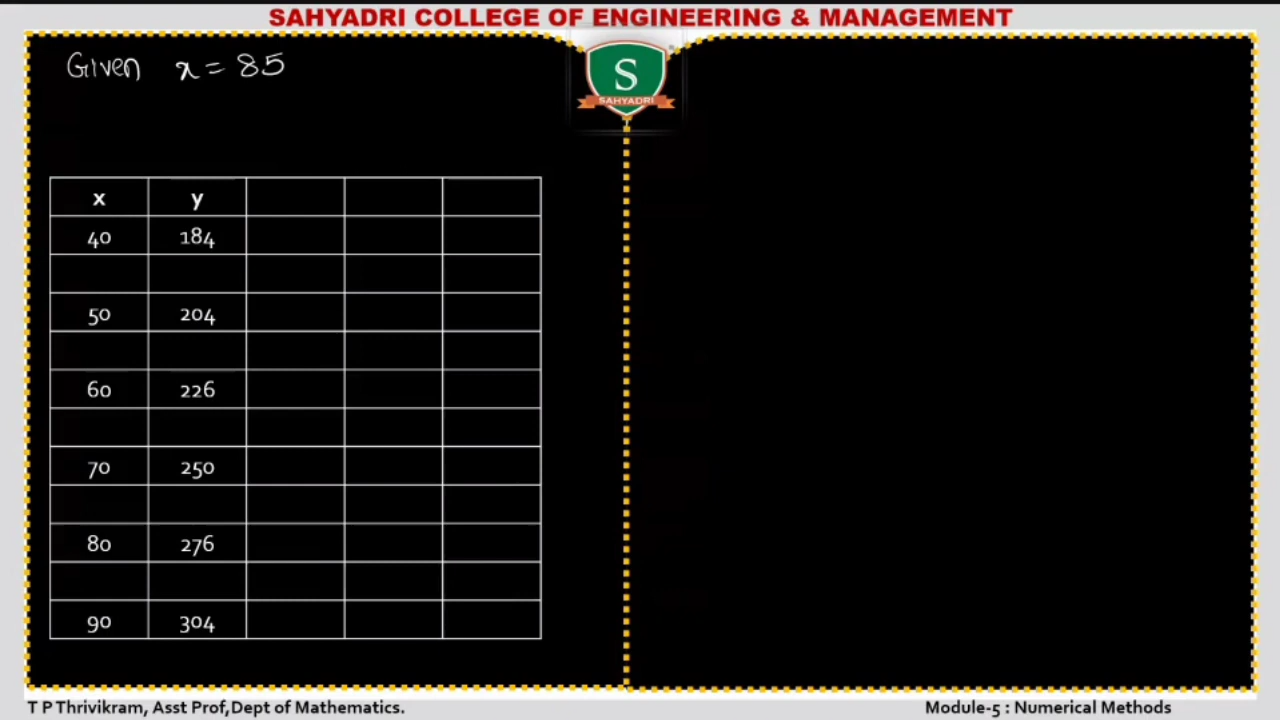 SAHYADRI COLLEGE OF ENGINEERING & MANAGEMENT
Given x = 85
S
SAHYADRI
x y
40 184
50 204
60 226
70 250
80 276
90 304
T P Thrivikram, Asst Prof,Dept of Mathematics.
Module-5 : Numerical Methods